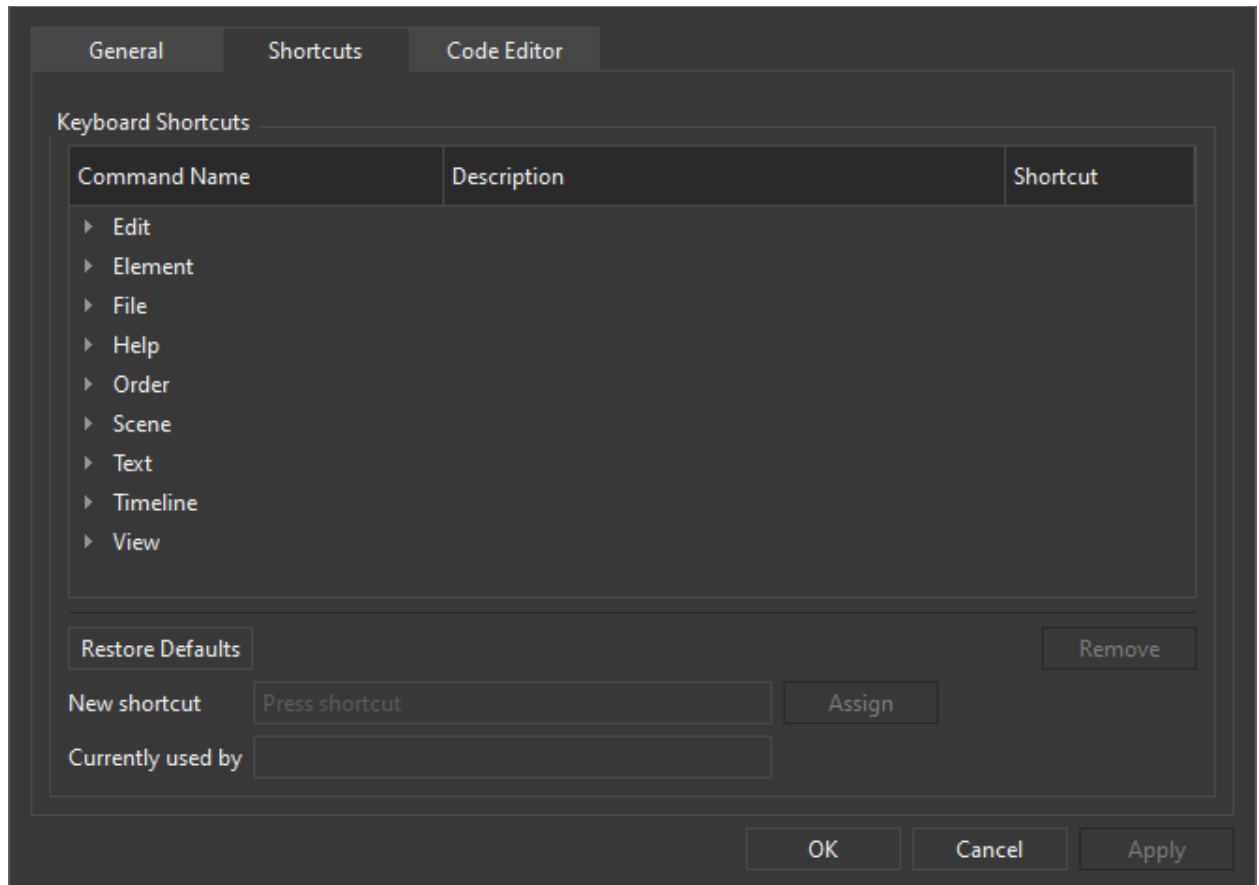 General Shortcuts Code Editor
Keyboard Shortcuts
Command Name Description Shortcut
Edit
Element
File
Help
Order
Scene
Text
Timeline
View
Restore Defaults Remove
New shortcut Press shortcut Assign
Currently used by
OK Cancel Apply